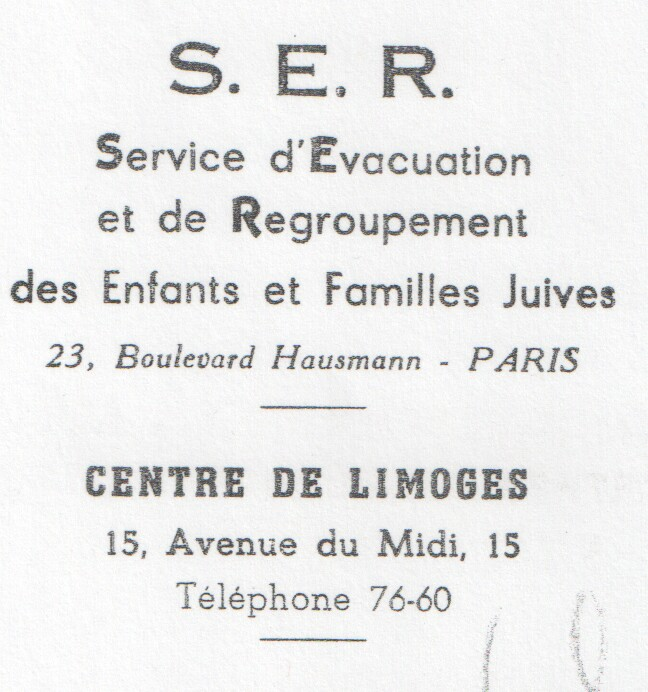 S. E. R.
Service d'Evacuation
et de Regroupement
des Enfants et Familles Juives
23, Boulevard Hausmann - PARIS
CENTRE DE LIMOGES
15, Avenue du Midi, 15
Téléphone 76-60